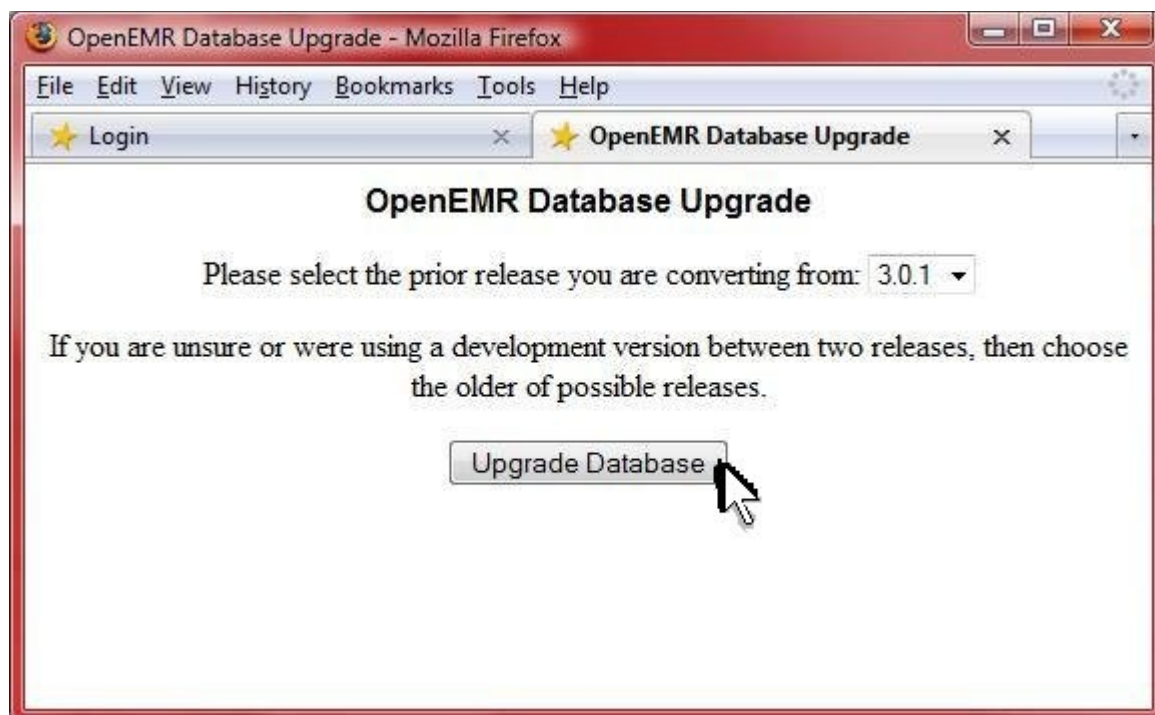 OpenEMR Database Upgrade - Mozilla Firefox
File Edit View History Bookmarks Tools Help
Login OpenEMR Database Upgrade
OpenEMR Database Upgrade
Please select the prior release you are converting from: 3.0.1
If you are unsure or were using a development version between two releases, then choose
the older of possible releases.
Upgrade Database